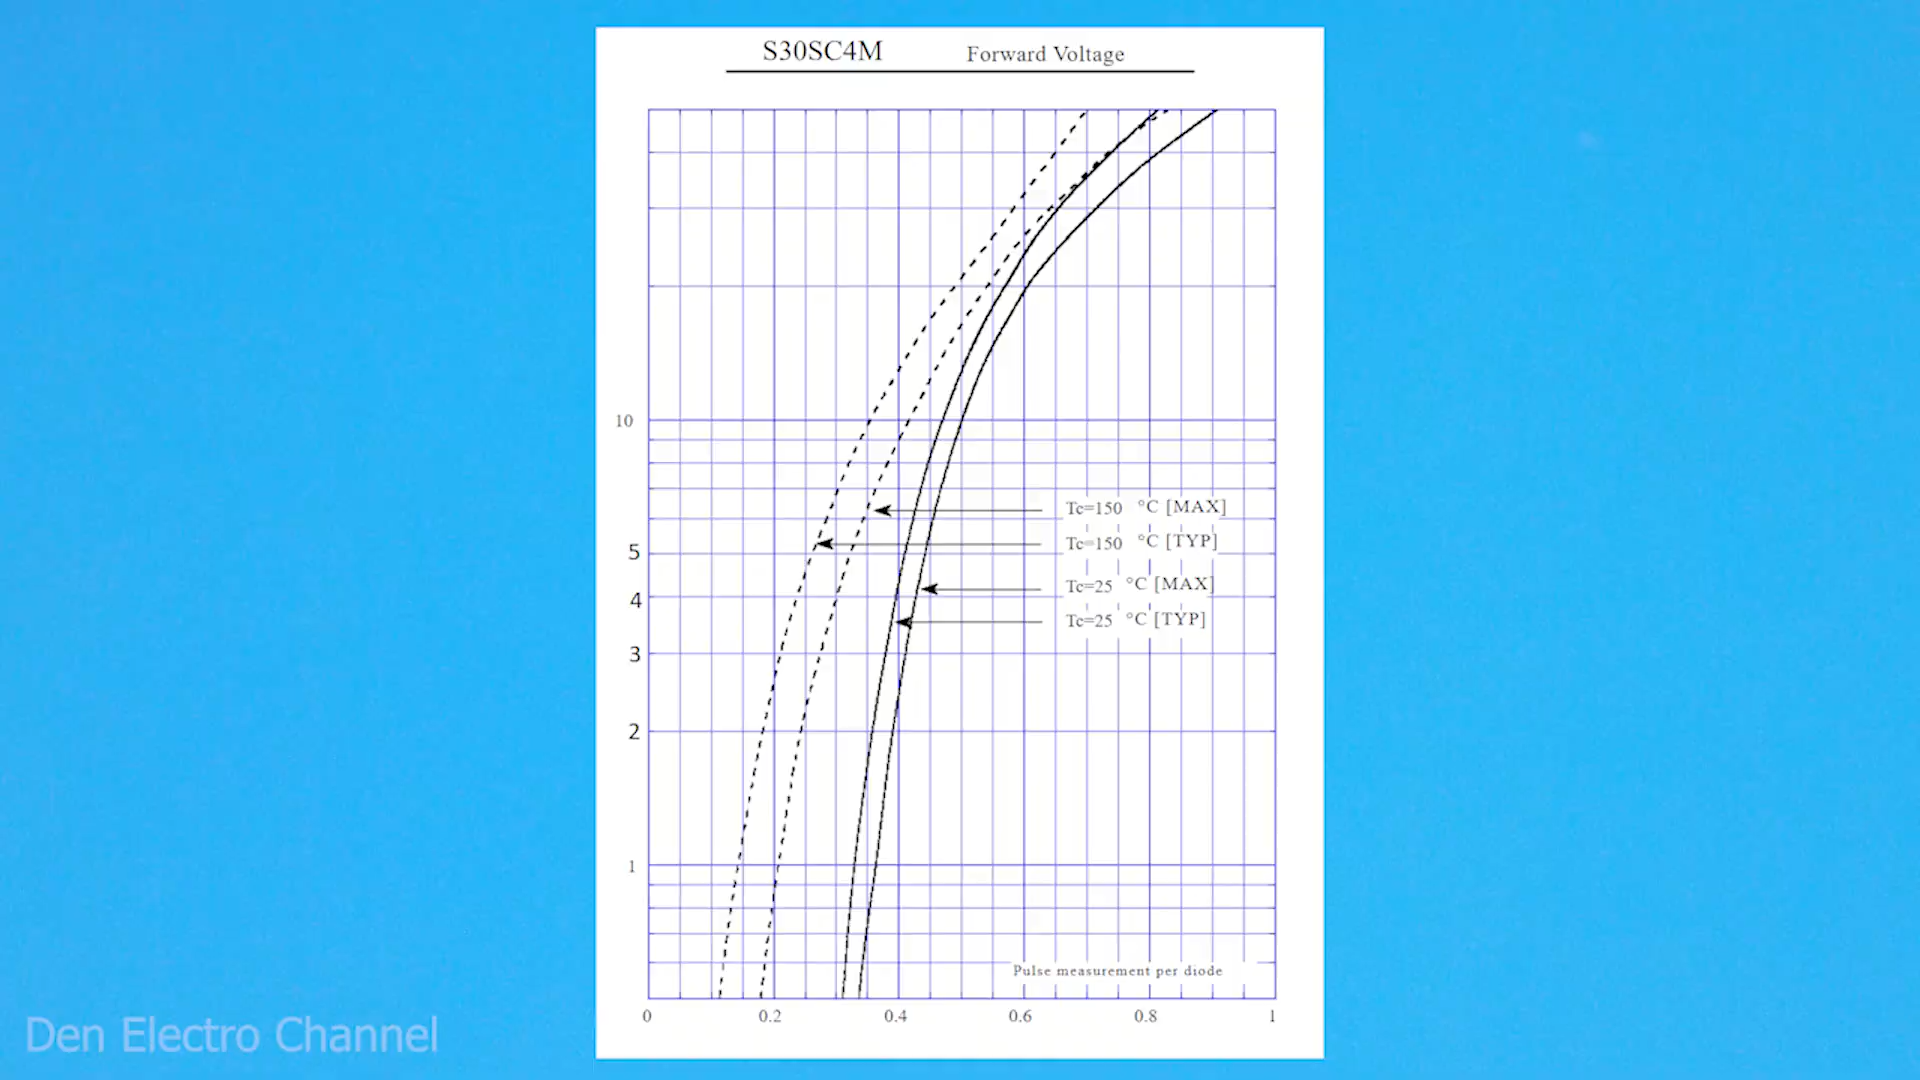 S30SC4M Forward Voltage
10
Tc=150 °C [MAX]
Tc=150 °C [TYP]
5
Tc=25 °C [MAX]
4
Tc=25 °C [TYP]
3
2
1
Pulse measurement per diode
0 0.2 0.4 0.6 0.8 1
Den Electro Channel